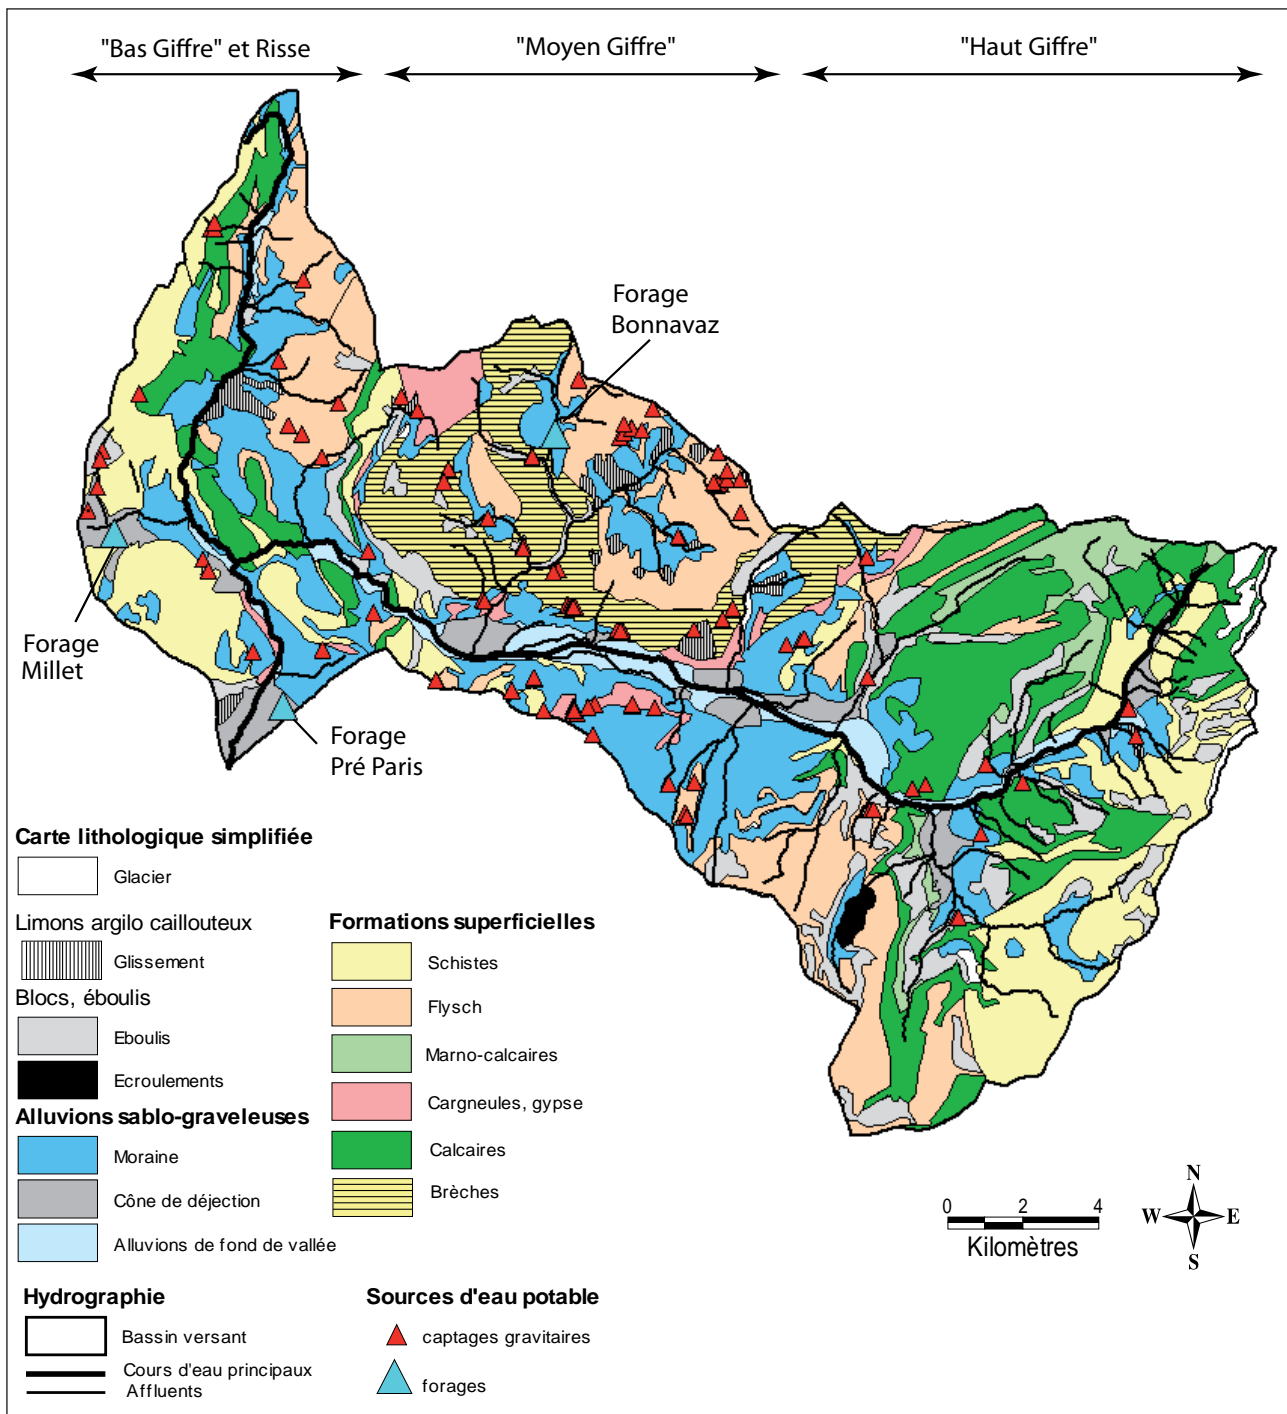 "Bas Giffre" et Risse
"Moyen Giffre"
"Haut Giffre"
Forage
Bonnavaz
Forage
Millet
Forage
Pré Paris
Carte lithologique simplifiée
Glacier
Limons argilo caillouteux
Glissement
Blocs, éboulis
Eboulis
Ecroulements
Alluvions sablo-graveleuses
Moraine
Cône de déjection
Alluvions de fond de vallée
Formations superficielles
Schistes
Flysch
Marno-calcaires
Cargneules, gypse
Calcaires
Brèches
Hydrographie
Bassin versant
Cours d'eau principaux
Affluents
Sources d'eau potable
captages gravitaires
forages
0 2 4
Kilomètres
N
W E
S